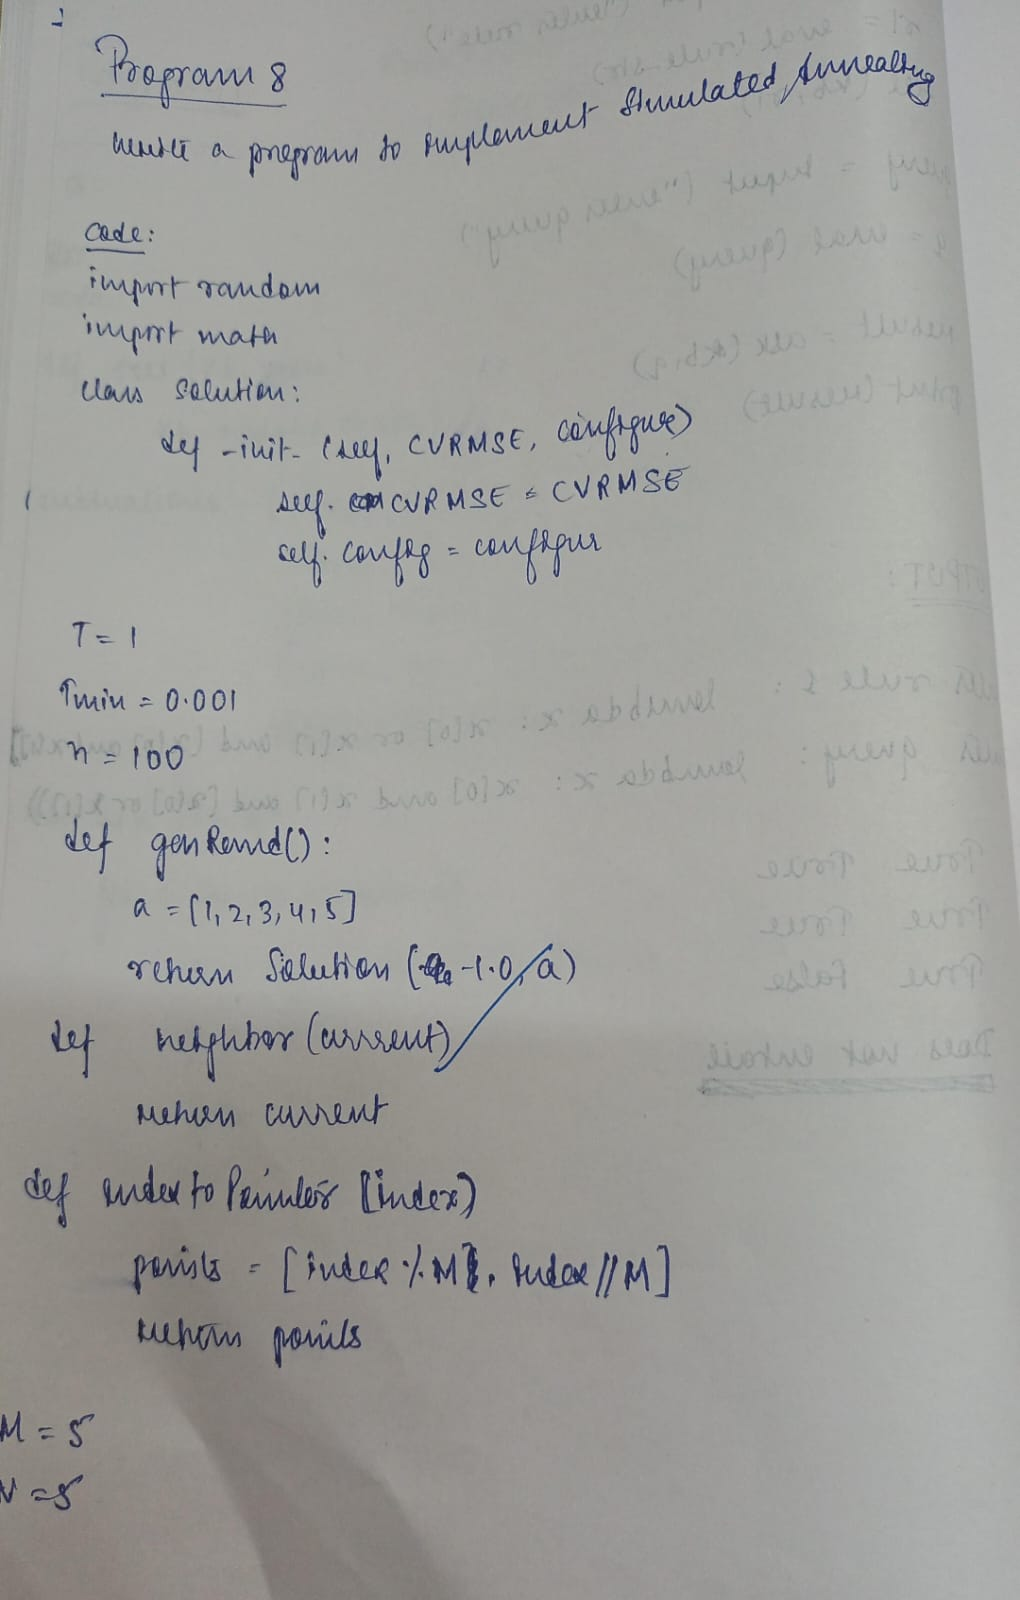 Program 8
write a program to implement Simulated Annealing
Code:
import random
import math
class Solution:
def -init- (self, CVRMSE, configure)
self. CVRMSE = CVRMSE
self. config = configur
T = 1
Tmin = 0.001
n = 100
def genRand():
a = [1, 2, 3, 4, 5]
return Solution (-1.0, a)
def neighbor (current)
return current
def index to Pointer [index)
points = [index % M, index // M]
return points
M = 5
N = 5